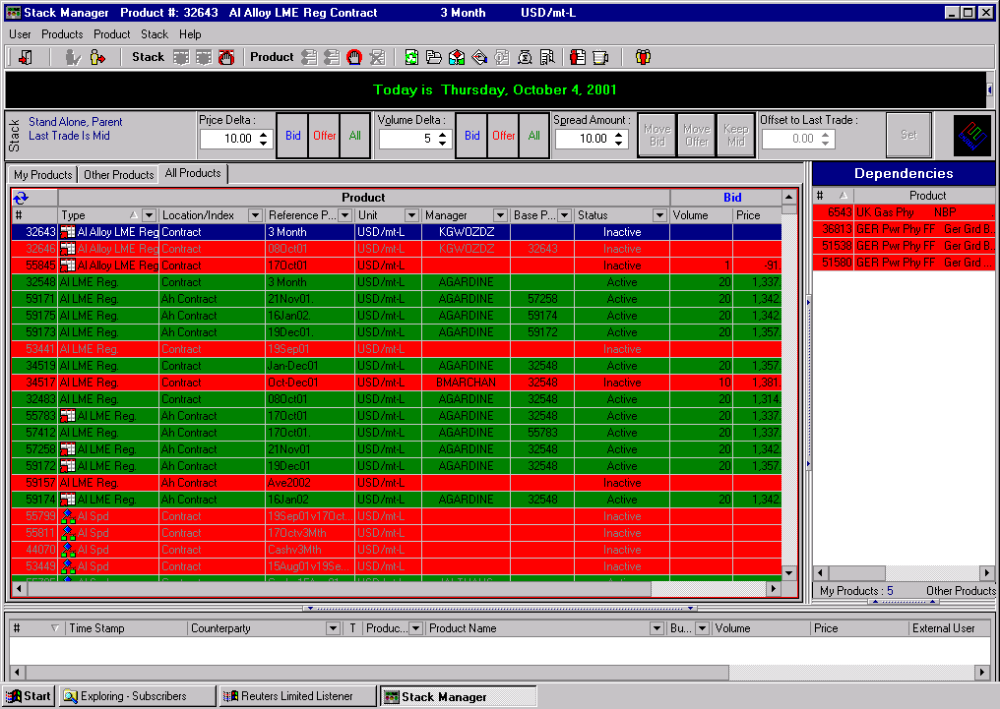 Stack Manager Product #: 32643 Al Alloy LME Reg Contract 3 Month USD/mt-L
User Products Product Stack Help
Stack Product
Today is Thursday, October 4, 2001
Stack
Stand Alone, Parent
Last Trade Is Mid
Price Delta :
10.00
Bid Offer All
Volume Delta :
5
Bid Offer All
Spread Amount :
10.00
Move Bid
Move Offer
Keep Mid
Offset to Last Trade :
0.00
Set
My Products Other Products All Products
Product Bid
# Type Location/Index Reference P... Unit Manager Base P... Status Volume Price
32643 Al Alloy LME Reg Contract 3 Month USD/mt-L KGWOZDZ Inactive
32646 Al Alloy LME Reg Contract 08Oct01 USD/mt-L KGWOZDZ 32643 Inactive
55845 Al Alloy LME Reg Contract 17Oct01 USD/mt-L Inactive 1 -91
32548 Al LME Reg. Contract 3 Month USD/mt-L AGARDINE Active 20 1,337
59171 Al LME Reg. Ah Contract 21Nov01. USD/mt-L AGARDINE 57258 Active 20 1,342
59175 Al LME Reg. Ah Contract 16Jan02. USD/mt-L AGARDINE 59174 Active 20 1,342
59173 Al LME Reg. Ah Contract 19Dec01. USD/mt-L AGARDINE 59172 Active 20 1,357
53441 Al LME Reg. Contract 19Sep01 USD/mt-L Inactive
34519 Al LME Reg. Contract Jan-Dec01 USD/mt-L AGARDINE 32548 Active 20 1,357
34517 Al LME Reg. Contract Oct-Dec01 USD/mt-L BMARCHAN 32548 Inactive 10 1,381
32483 Al LME Reg. Contract 08Oct01 USD/mt-L AGARDINE 32548 Active 20 1,314
55783 Al LME Reg. Ah Contract 17Oct01 USD/mt-L AGARDINE 32548 Active 20 1,337
57412 Al LME Reg. Ah Contract 17Oct01. USD/mt-L AGARDINE 55783 Active 20 1,337
57258 Al LME Reg. Ah Contract 21Nov01 USD/mt-L AGARDINE 32548 Active 20 1,342
59172 Al LME Reg. Ah Contract 19Dec01 USD/mt-L AGARDINE 32548 Active 20 1,357
59157 Al LME Reg. Ah Contract Ave2002 USD/mt-L Inactive
59174 Al LME Reg. Ah Contract 16Jan02 USD/mt-L AGARDINE 32548 Active 20 1,342
55799 Al Spd Contract 19Sep01v17Oct... USD/mt-L Inactive
55811 Al Spd Contract 17Octv3Mth USD/mt-L Inactive
44070 Al Spd Contract Cashv3Mth USD/mt-L Inactive
53449 Al Spd Contract 15Aug01v19Se... USD/mt-L Inactive
Dependencies
# Product
6543 UK Gas Phy NBP
36813 GER Pwr Phy FF Ger Grd B...
51538 GER Pwr Phy FF Ger Grd B...
51580 GER Pwr Phy FF Ger Grd ...
My Products : 5 Other Products
# Time Stamp Counterparty T Produc... Product Name Bu... Volume Price External User
Start Exploring - Subscribers Reuters Limited Listener Stack Manager